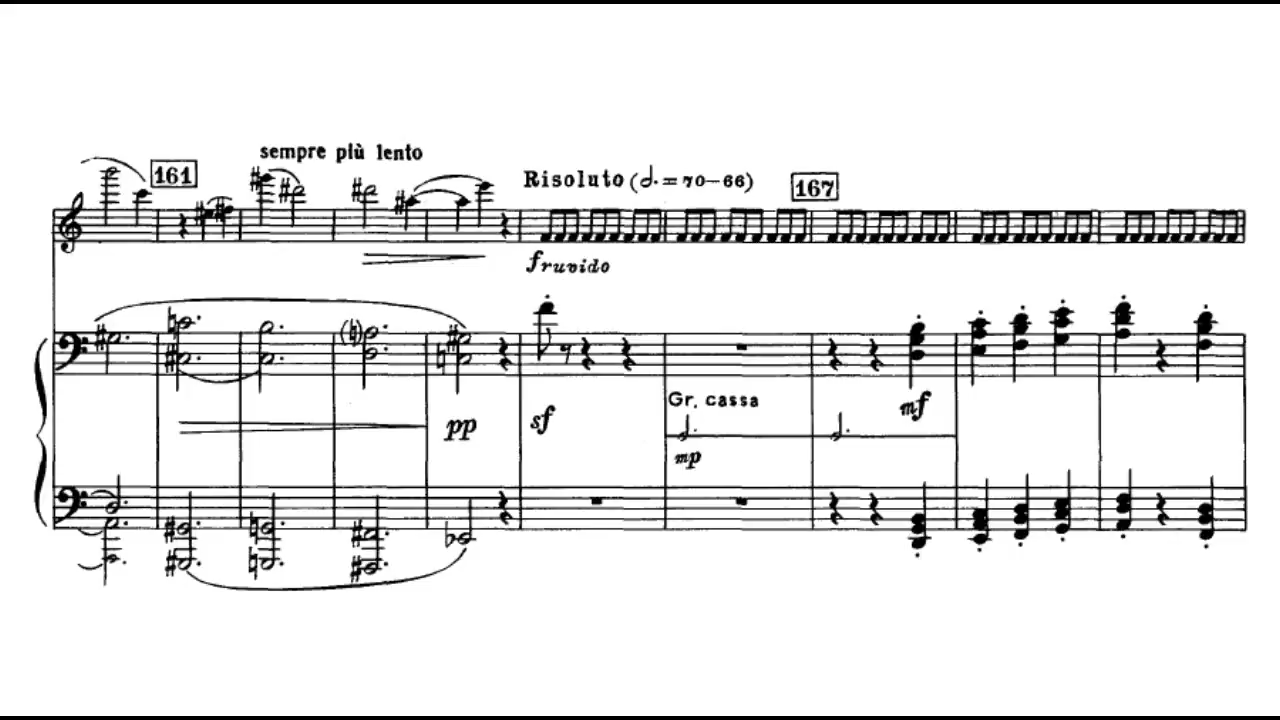 sempre più lento
161
Risoluto (𝅗𝅥. = 70–66)
167
fruvido
Gr. cassa
pp
sf
mf
mp